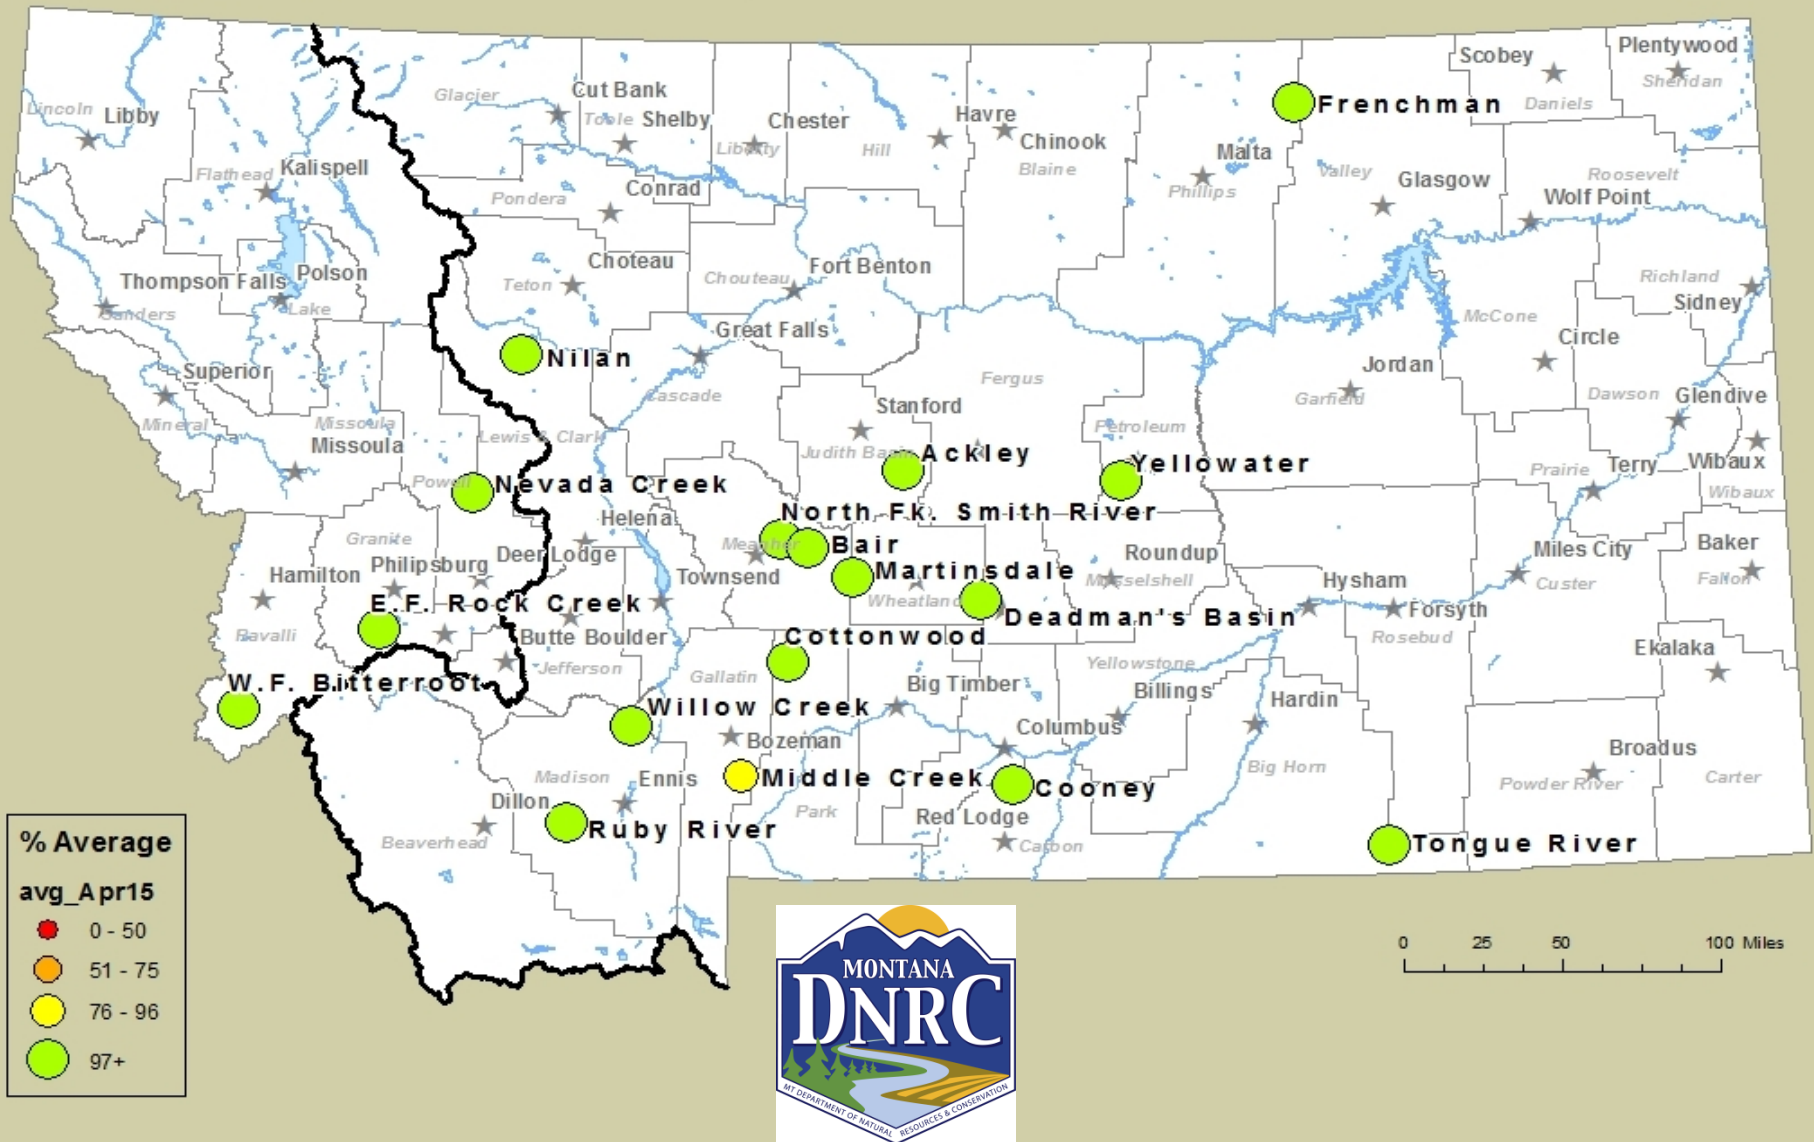 Plentywood
Scobey
Sheridan
Cut Bank
Glacier
Frenchman
Daniels
Lincoln
Libby
Toole
Shelby
Chester
Havre
Chinook
Liberty
Hill
Blaine
Malta
Kalispell
Flathead
Valley
Glasgow
Roosevelt
Conrad
Phillips
Pondera
Wolf Point
Choteau
Fort Benton
Polson
Thompson Falls
Teton
Chouteau
Richland
Sidney
Sanders
Lake
McCone
Great Falls
Circle
Nilan
Jordan
Superior
Fergus
Cascade
Garfield
Dawson
Glendive
Stanford
Mineral
Missoula
Missoula
Lewis & Clark
Petroleum
Judith Basin
Ackley
Yellowater
Prairie
Terry
Wibaux
Powell
Nevada Creek
Wibaux
North Fk. Smith River
Helena
Granite
Meagher
Bair
Deer Lodge
Roundup
Miles City
Baker
Philipsburg
Hamilton
Townsend
Martinsdale
Musselshell
Hysham
Custer
Fallon
E.F. Rock Creek
Wheatland
Deadman's Basin
Forsyth
Ravalli
Butte
Boulder
Cottonwood
Rosebud
Ekalaka
Jefferson
Gallatin
Yellowstone
W.F. Bitterroot
Big Timber
Billings
Hardin
Willow Creek
Columbus
Bozeman
Broadus
Madison
Ennis
Middle Creek
Big Horn
Powder River
Carter
Cooney
Dillon
Park
Red Lodge
Ruby River
Beaverhead
Carbon
Tongue River
% Average
avg_Apr15
0 - 50
51 - 75
76 - 96
97+
0 25 50 100 Miles
MONTANA
DNRC
MT DEPARTMENT OF NATURAL RESOURCES & CONSERVATION